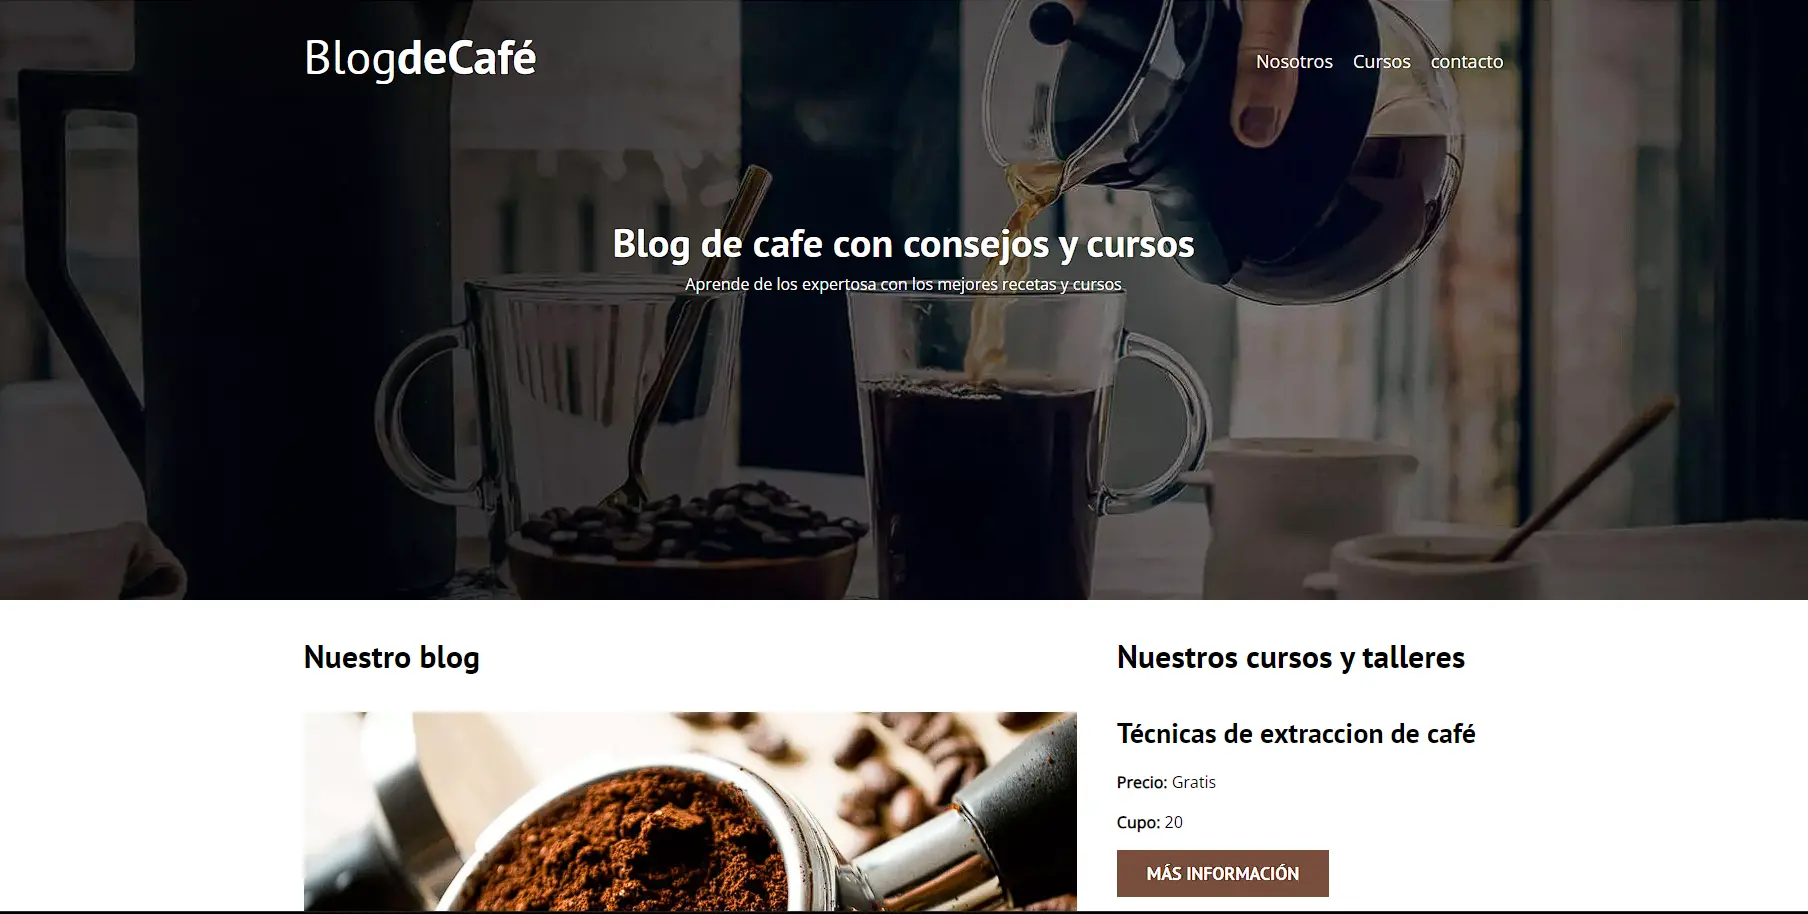 BlogdeCafé
Nosotros Cursos contacto
Blog de cafe con consejos y cursos
Aprende de los expertosa con los mejores recetas y cursos
Nuestro blog
Nuestros cursos y talleres
Técnicas de extraccion de café
Precio: Gratis
Cupo: 20
MÁS INFORMACIÓN